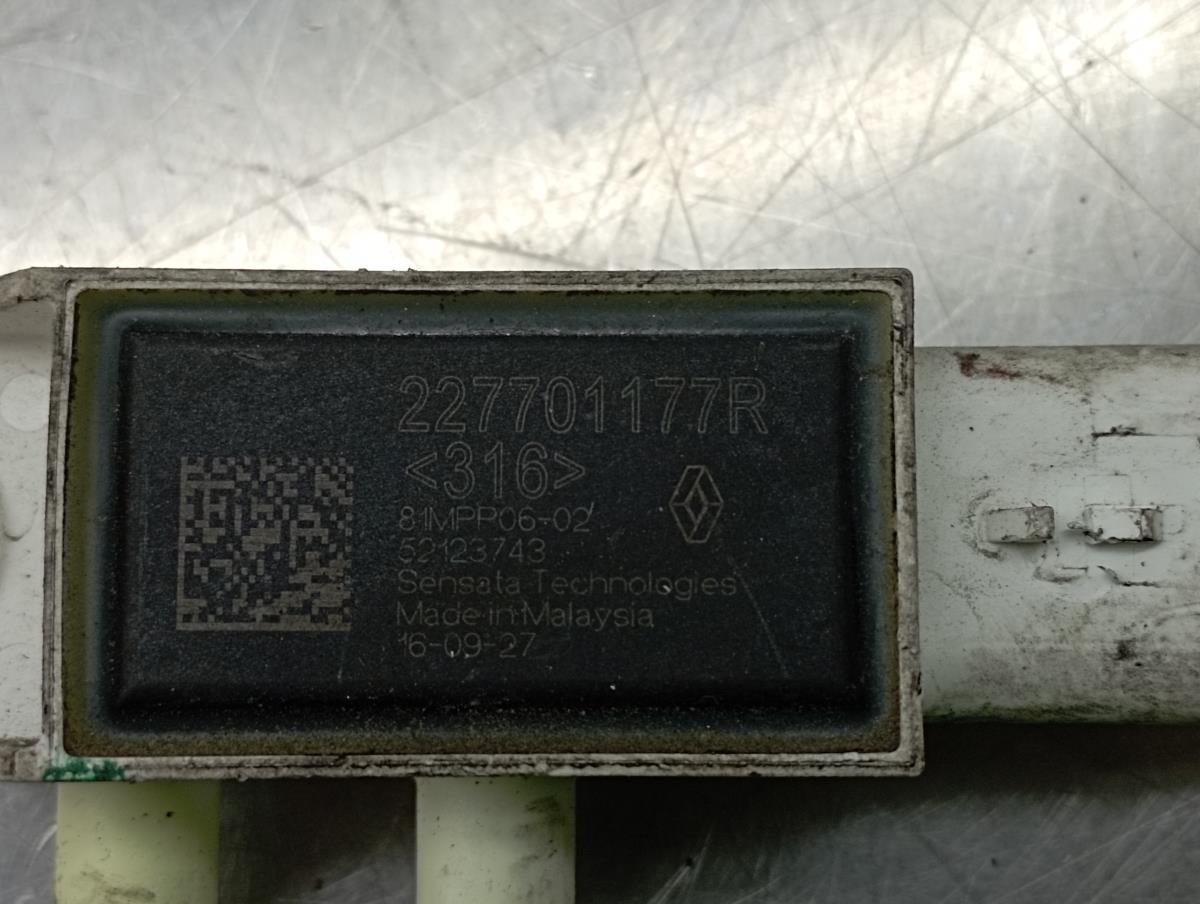 227701177R
<316>
81MPP06-02
52123743
Sensata Technologies
Made in Malaysia
16-09-27